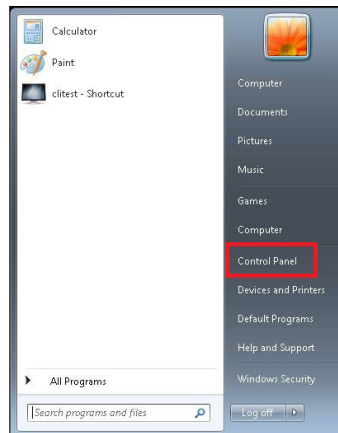 Calculator
Paint
clitest - Shortcut
All Programs
Search programs and files
Computer
Documents
Pictures
Music
Games
Computer
Control Panel
Devices and Printers
Default Programs
Help and Support
Windows Security
Log off